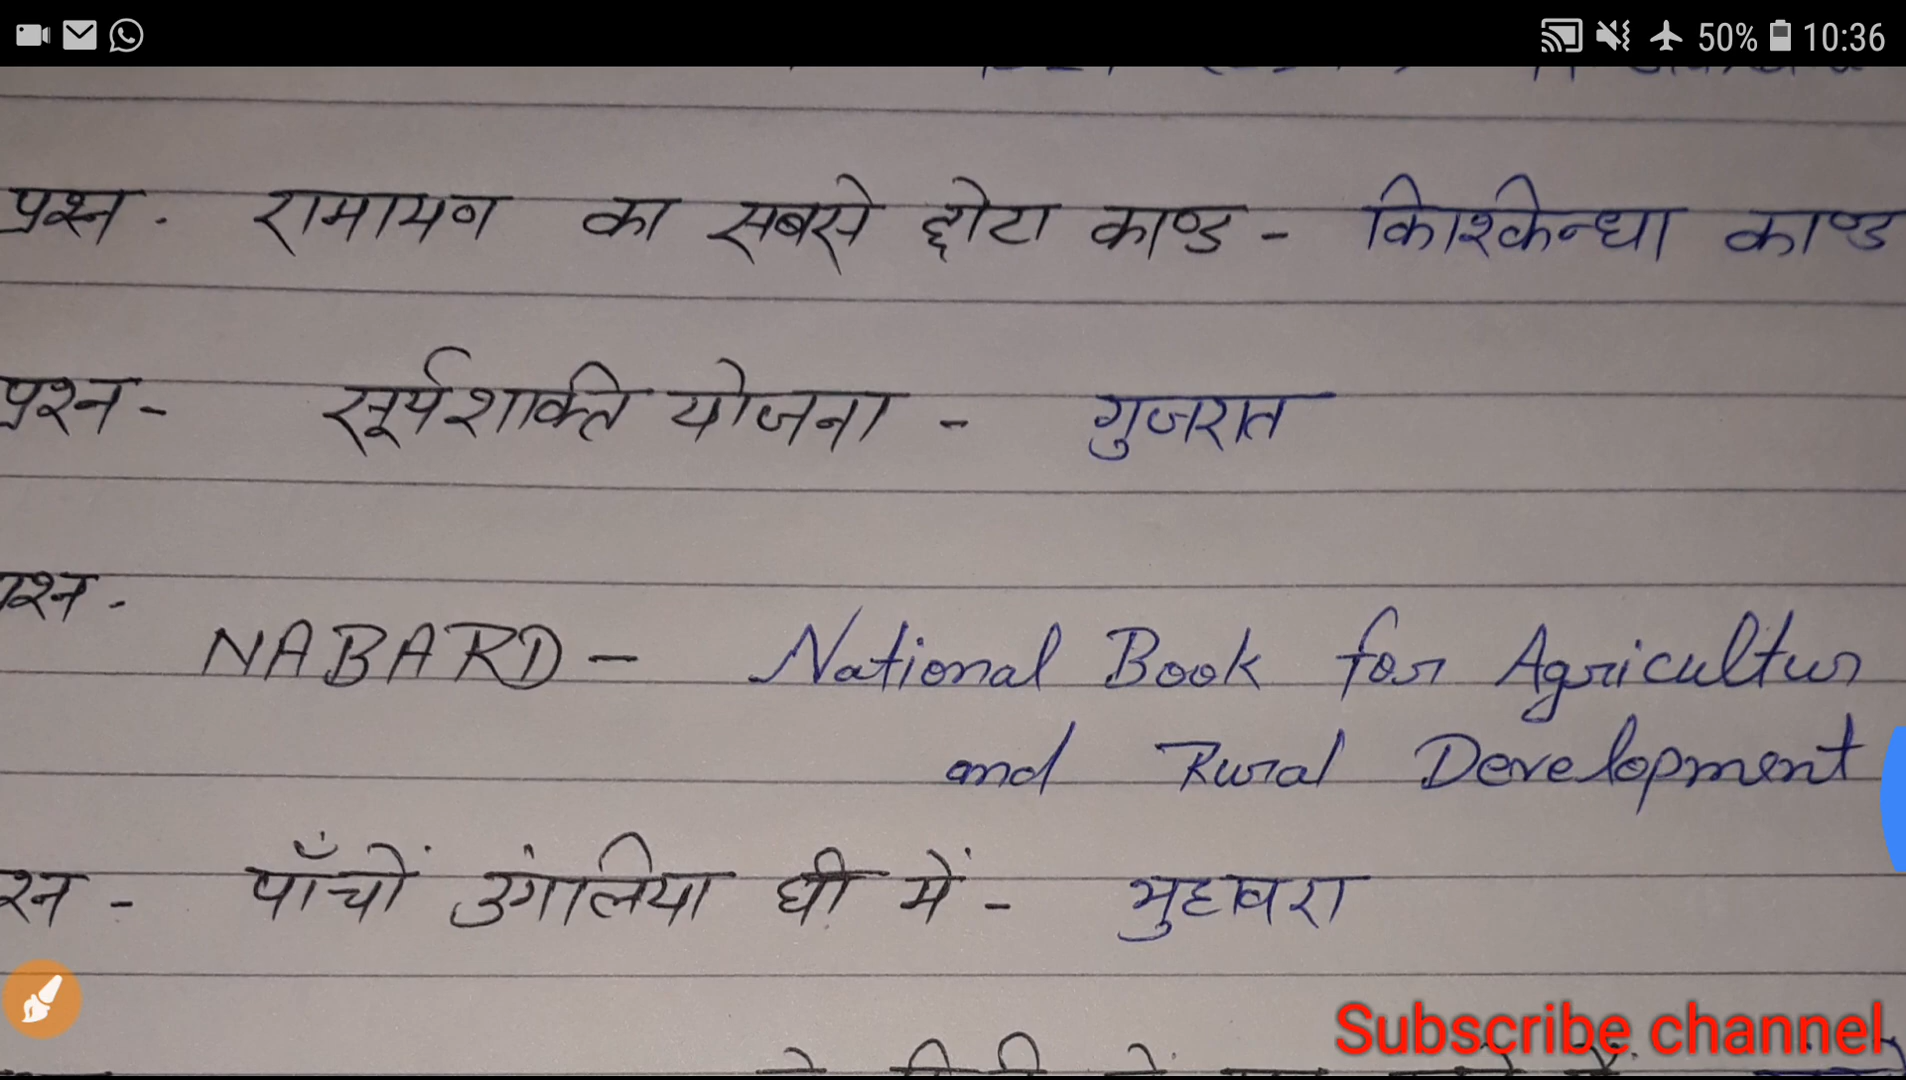 50% 10:36
प्रश्न. रामायण का सबसे छोटा काण्ड - किश्किेन्धा काण्ड
प्रश्न - सूर्यशक्ति योजना - गुजरात
प्रश्न.
NABARD - National Book for Agricultur
and Rural Development
श्न - पाँचों उंगलिया घी में - मुहावरा
Subscribe channel